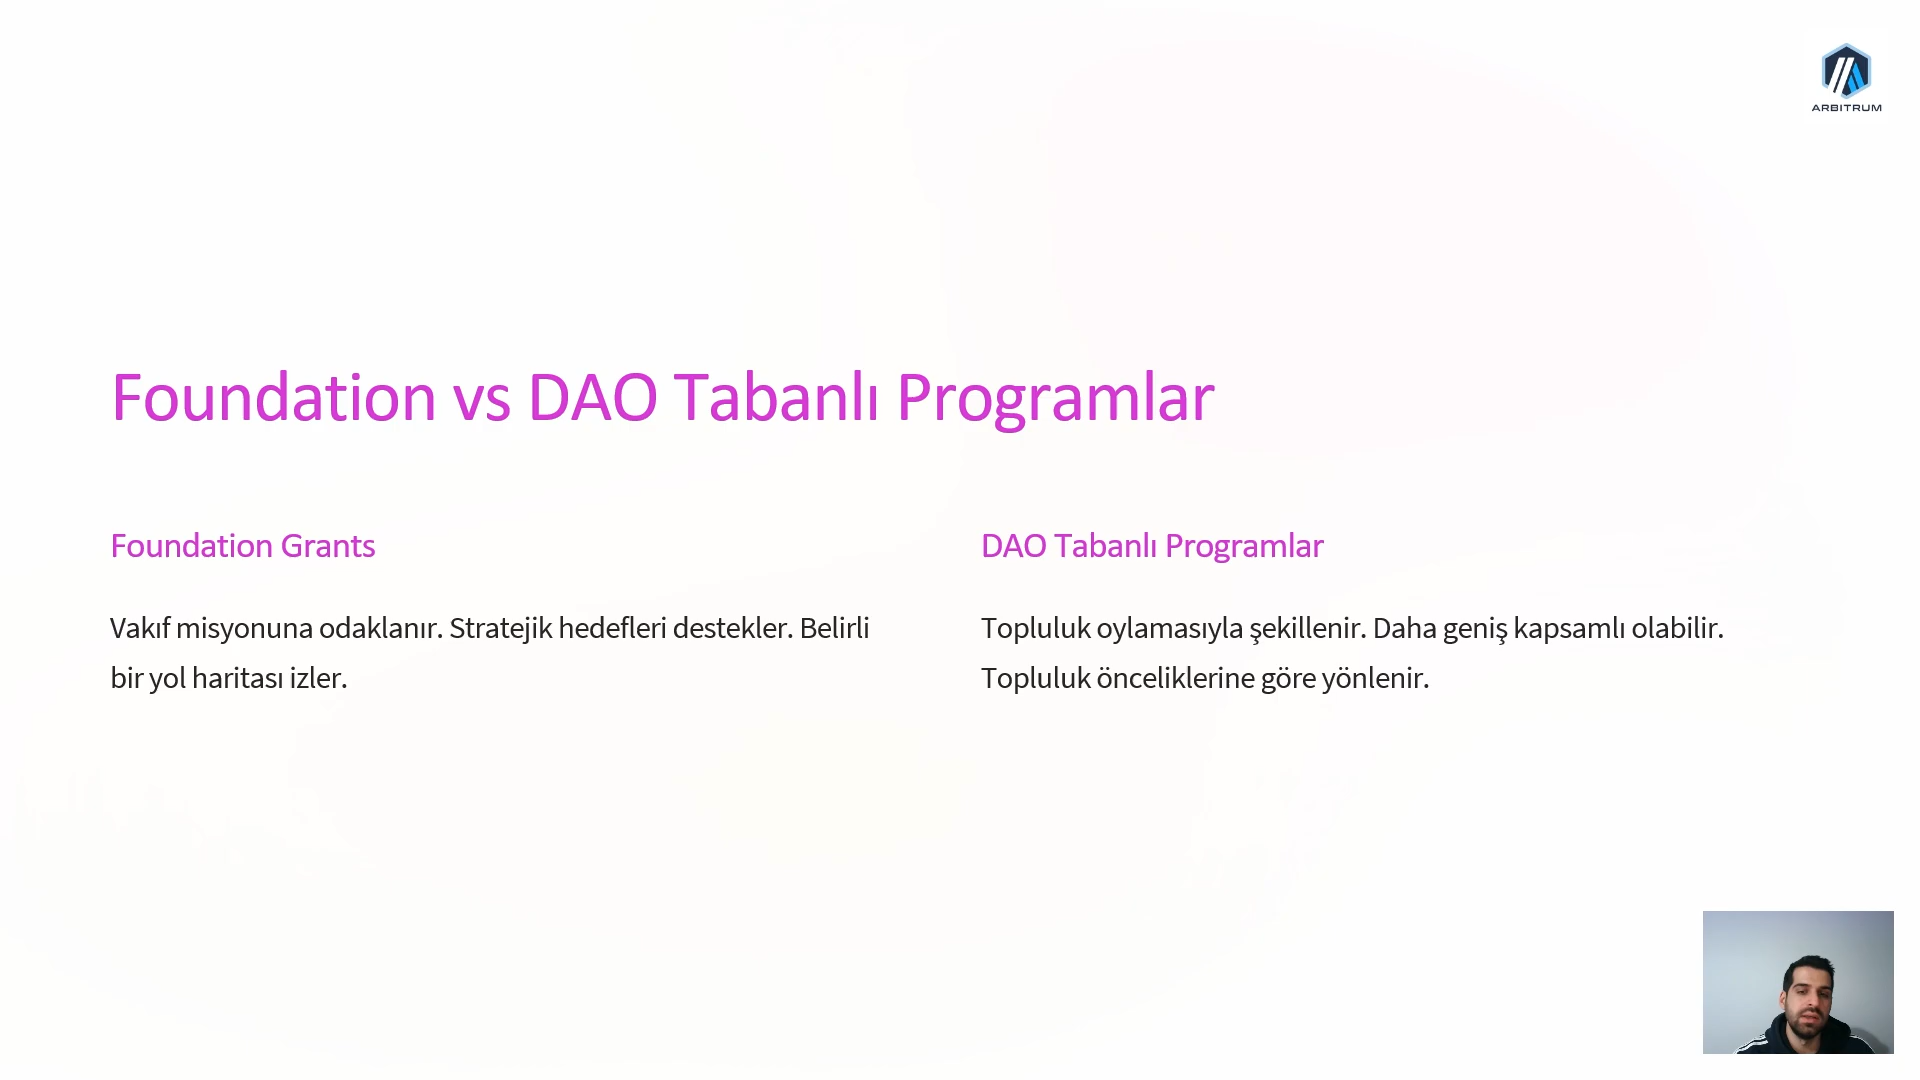 ARBITRUM
Foundation vs DAO Tabanlı Programlar
Foundation Grants
Vakıf misyonuna odaklanır. Stratejik hedefleri destekler. Belirli
bir yol haritası izler.
DAO Tabanlı Programlar
Topluluk oylamasıyla şekillenir. Daha geniş kapsamlı olabilir.
Topluluk önceliklerine göre yönlenir.